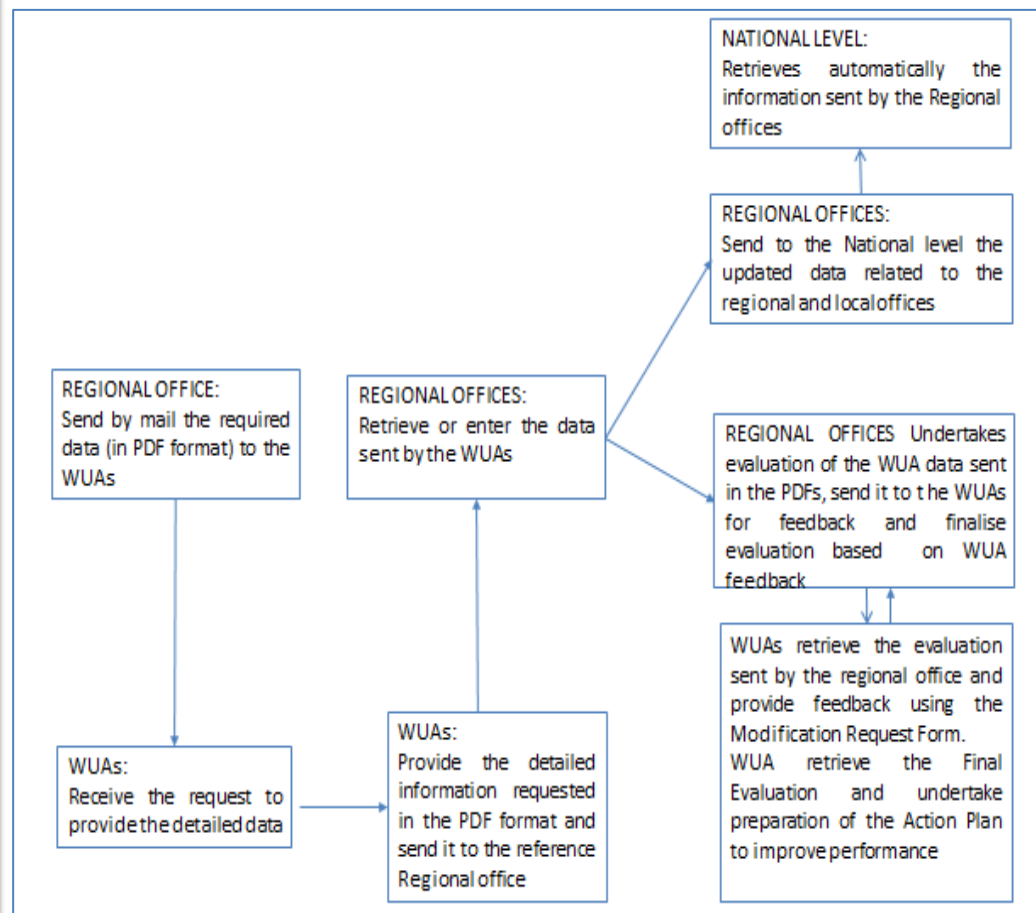 REGIONAL OFFICE:
Send by mail the required
data (in PDF format) to the
WUAs
WUAs:
Receive the request to
provide the detailed data
WUAs:
Provide the detailed
information requested
in the PDF format and
send it to the reference
Regional office
REGIONAL OFFICES:
Retrieve or enter the data
sent by the WUAs
REGIONAL OFFICES:
Send to the National level the
updated data related to the
regional and local offices
NATIONAL LEVEL:
Retrieves automatically the
information sent by the Regional
offices
REGIONAL OFFICES Undertakes
evaluation of the WUA data sent
in the PDFs, send it to the WUAs
for feedback and finalise
evaluation based on WUA
feedback
WUAs retrieve the evaluation
sent by the regional office and
provide feedback using the
Modification Request Form.
WUA retrieve the Final
Evaluation and undertake
preparation of the Action Plan
to improve performance